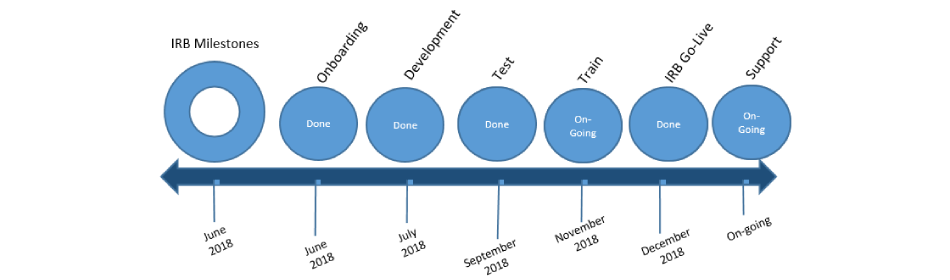 IRB Milestones
Onboarding
Development
Test
Train
IRB Go-Live
Support
Done
Done
Done
On-
Going
Done
On-
Going
June
2018
June
2018
July
2018
September
2018
November
2018
December
2018
On-going